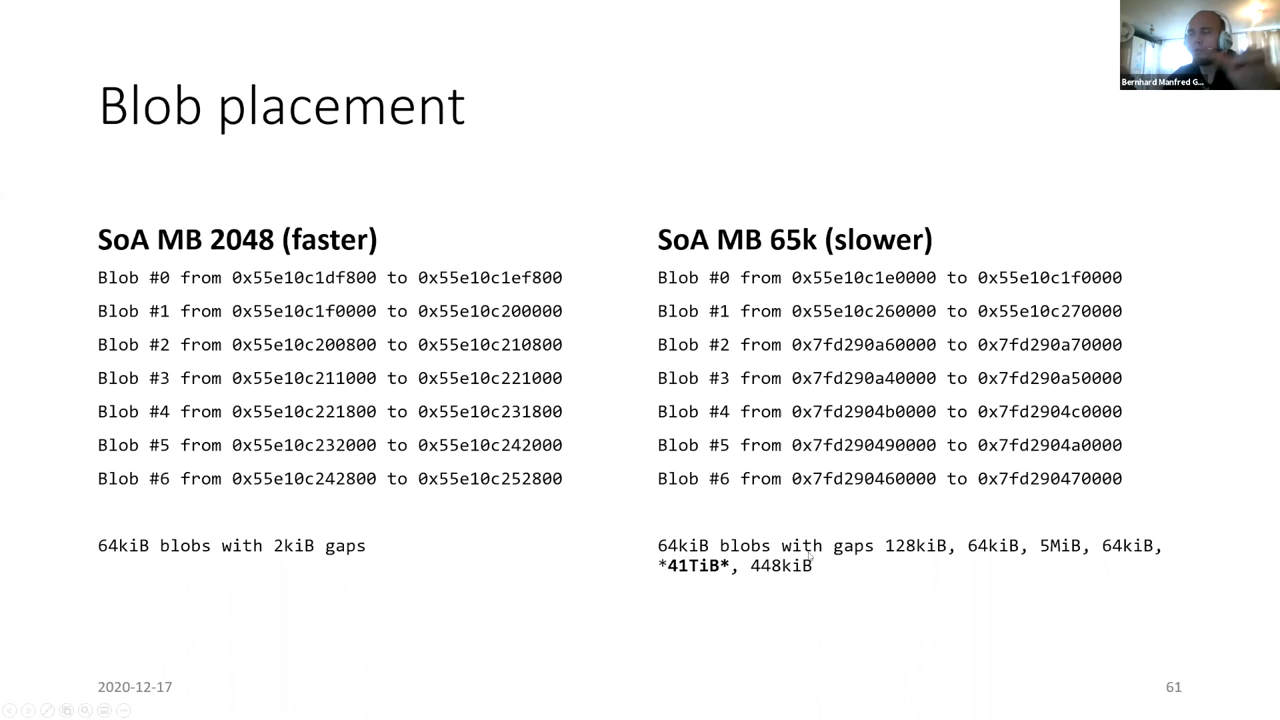 Bernhard Manfred G...
Blob placement
SoA MB 2048 (faster)
Blob #0 from 0x55e10c1df800 to 0x55e10c1ef800
Blob #1 from 0x55e10c1f0000 to 0x55e10c200000
Blob #2 from 0x55e10c200800 to 0x55e10c210800
Blob #3 from 0x55e10c211000 to 0x55e10c221000
Blob #4 from 0x55e10c221800 to 0x55e10c231800
Blob #5 from 0x55e10c232000 to 0x55e10c242000
Blob #6 from 0x55e10c242800 to 0x55e10c252800
64kiB blobs with 2kiB gaps
SoA MB 65k (slower)
Blob #0 from 0x55e10c1e0000 to 0x55e10c1f0000
Blob #1 from 0x55e10c260000 to 0x55e10c270000
Blob #2 from 0x7fd290a60000 to 0x7fd290a70000
Blob #3 from 0x7fd290a40000 to 0x7fd290a50000
Blob #4 from 0x7fd2904b0000 to 0x7fd2904c0000
Blob #5 from 0x7fd290490000 to 0x7fd2904a0000
Blob #6 from 0x7fd290460000 to 0x7fd290470000
64kiB blobs with gaps 128kiB, 64kiB, 5MiB, 64kiB,
*41TiB*, 448kiB
2020-12-17
61